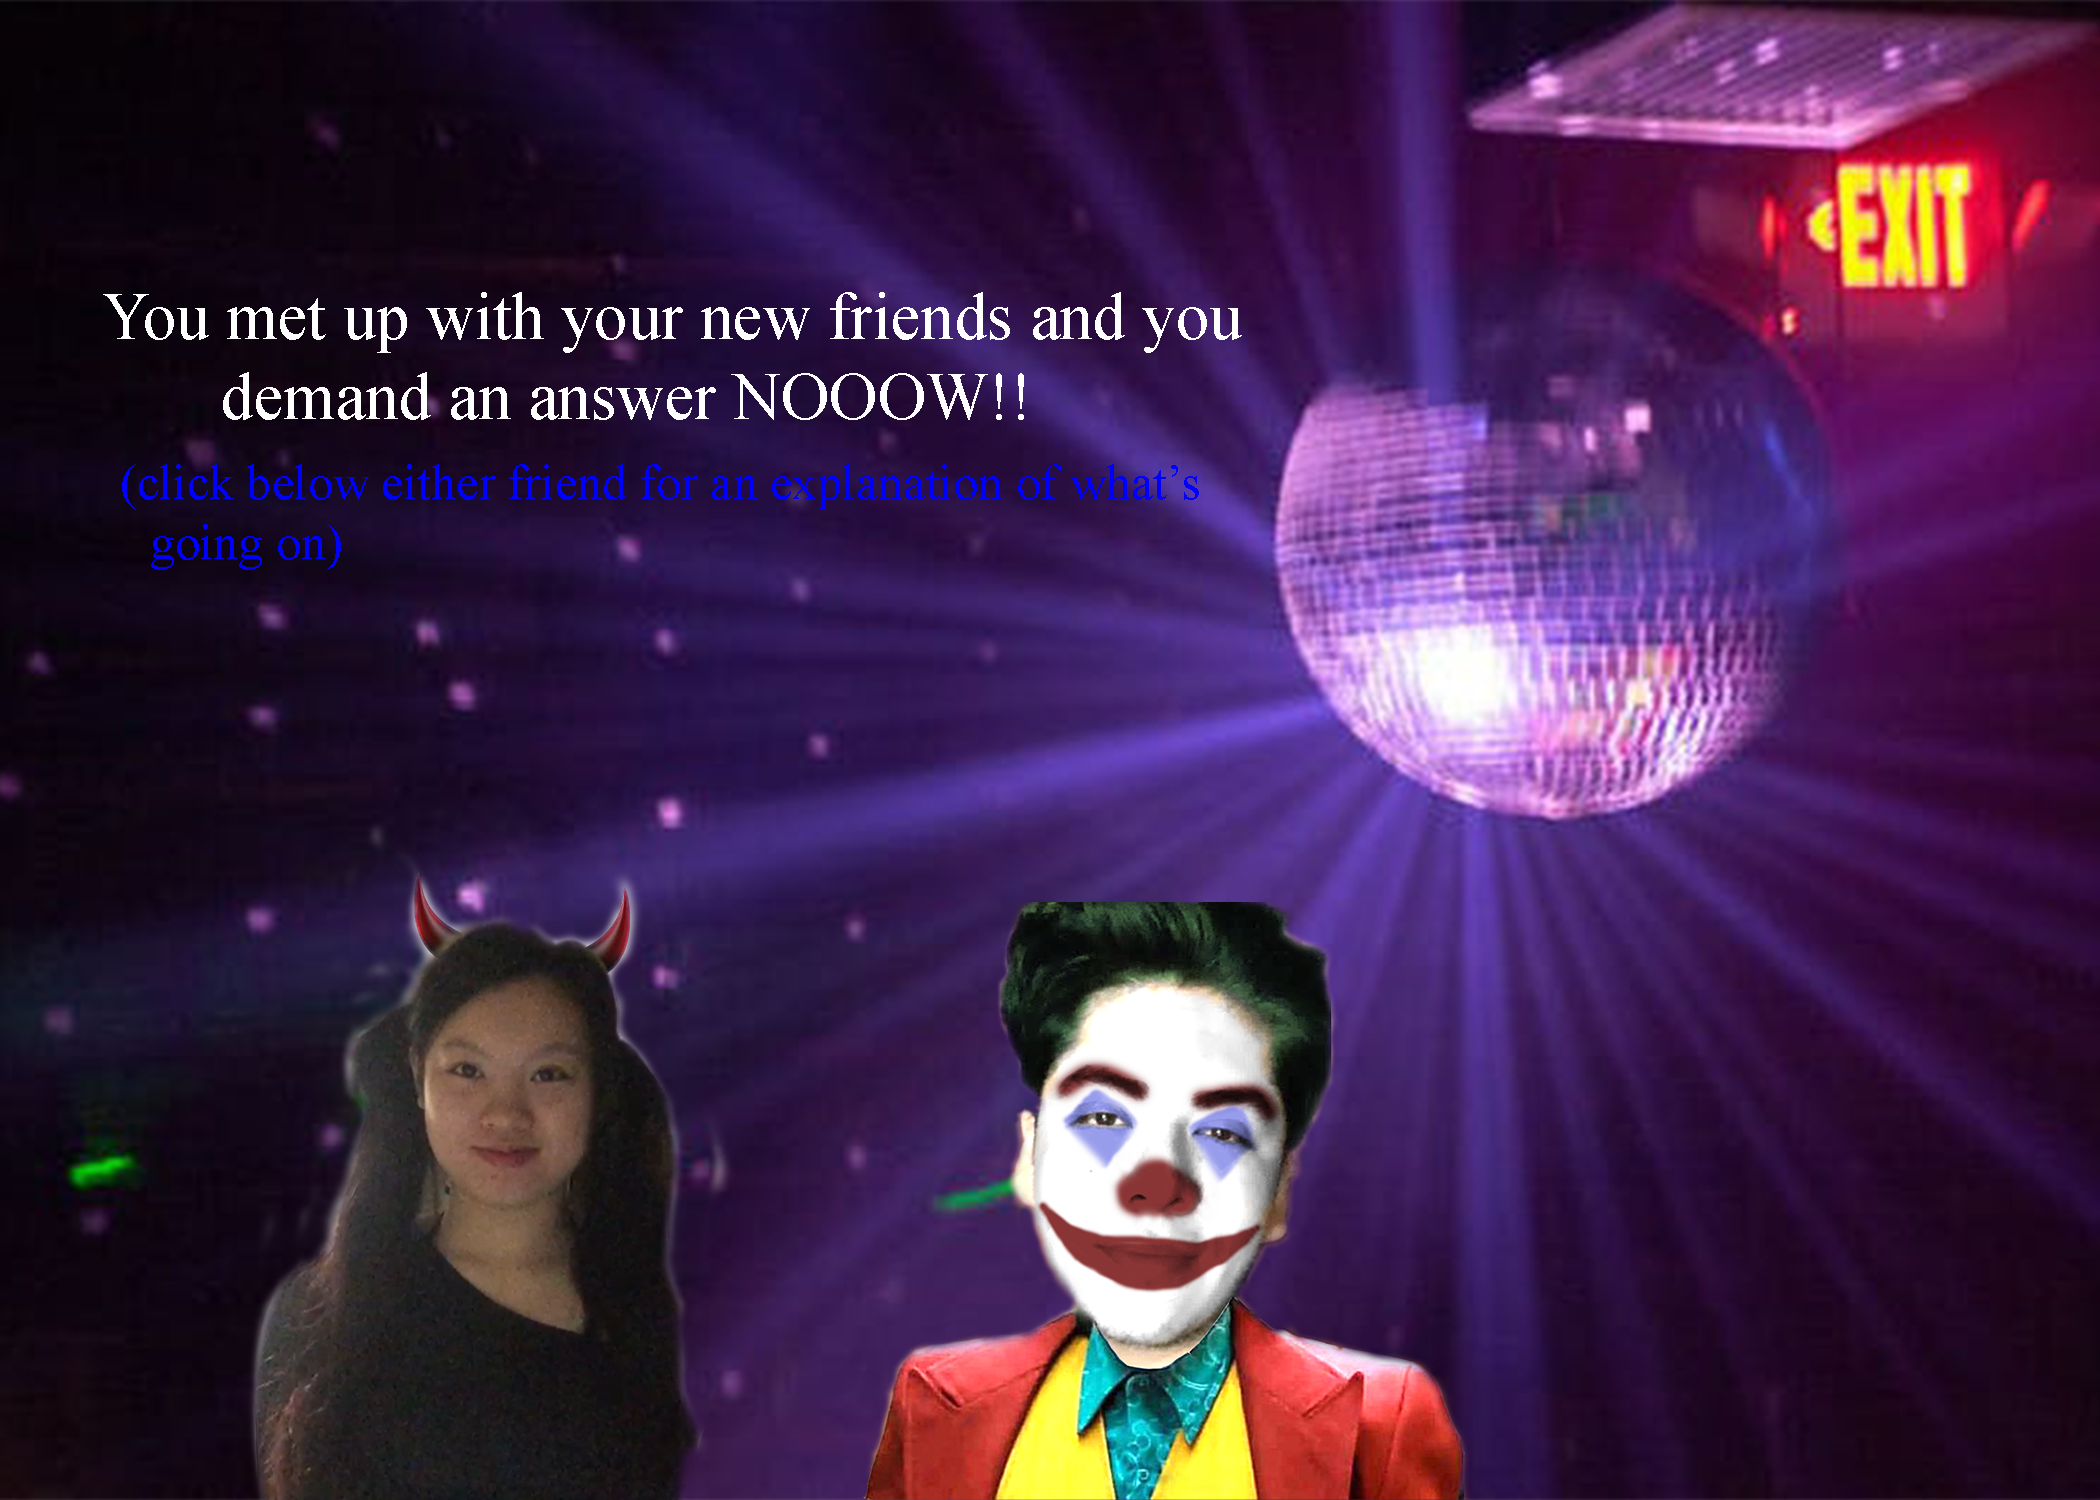 EXIT
You met up with your new friends and you
demand an answer NOOOW!!
(click below either friend for an explanation of what’s
going on)